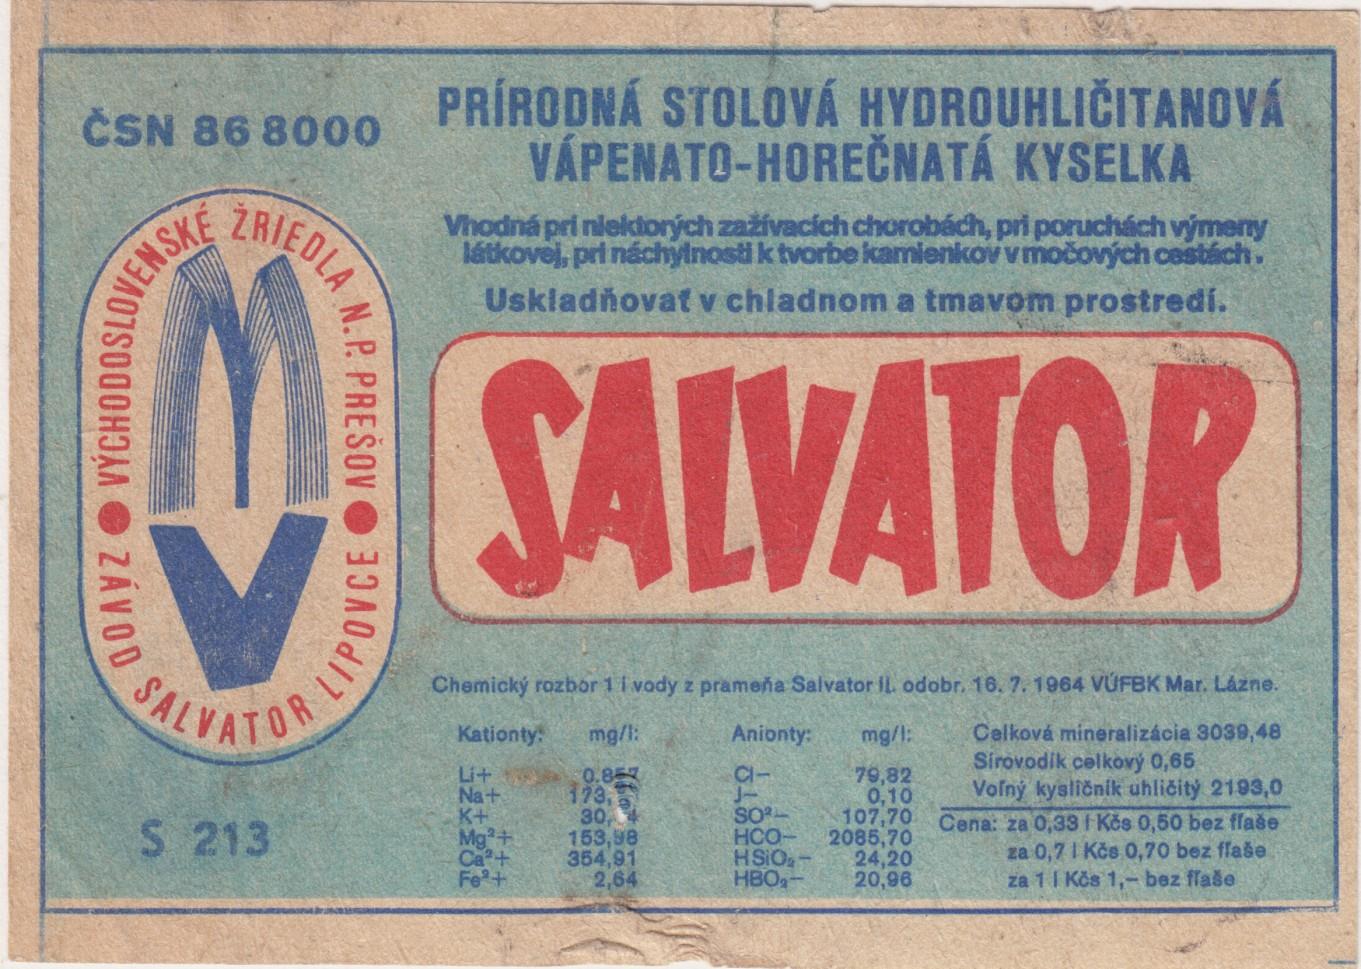 ČSN 86 8000
PRÍRODNÁ STOLOVÁ HYDROUHLIČITANOVÁ
VÁPENATO-HOREČNATÁ KYSELKA
Vhodná pri niektorých zažívacích chorobách, pri poruchách výmeny
látkovej, pri náchylnosti k tvorbe kamienkov v močových cestách.
Uskladňovať v chladnom a tmavom prostredí.
VÝCHODOSLOVENSKÉ ŽRIEDLA N.P. PREŠOV
ZÁVOD SALVATOR LIPOVCE
MV
SALVATOR
S 213
Chemický rozbor 1 l vody z prameňa Salvator II. odobr. 16. 7. 1964 VÚFBK Mar. Lázne.
Kationty: mg/l:
Li+ 0.857
Na+
K+
Mg²+ 153,98
Ca²+ 354,91
Fe²+ 2,64
Anionty: mg/l:
Cl— 79,82
J— 0,10
SO²— 107,70
HCO— 2085,70
HSiO₂— 24,20
HBO₂— 20,96
Celková mineralizácia 3039,48
Sírovodík celkový 0,65
Voľný kysličník uhličitý 2193,0
Cena: za 0,33 l Kčs 0,50 bez fľaše
za 0,7 l Kčs 0,70 bez fľaše
za 1 l Kčs 1,— bez fľaše